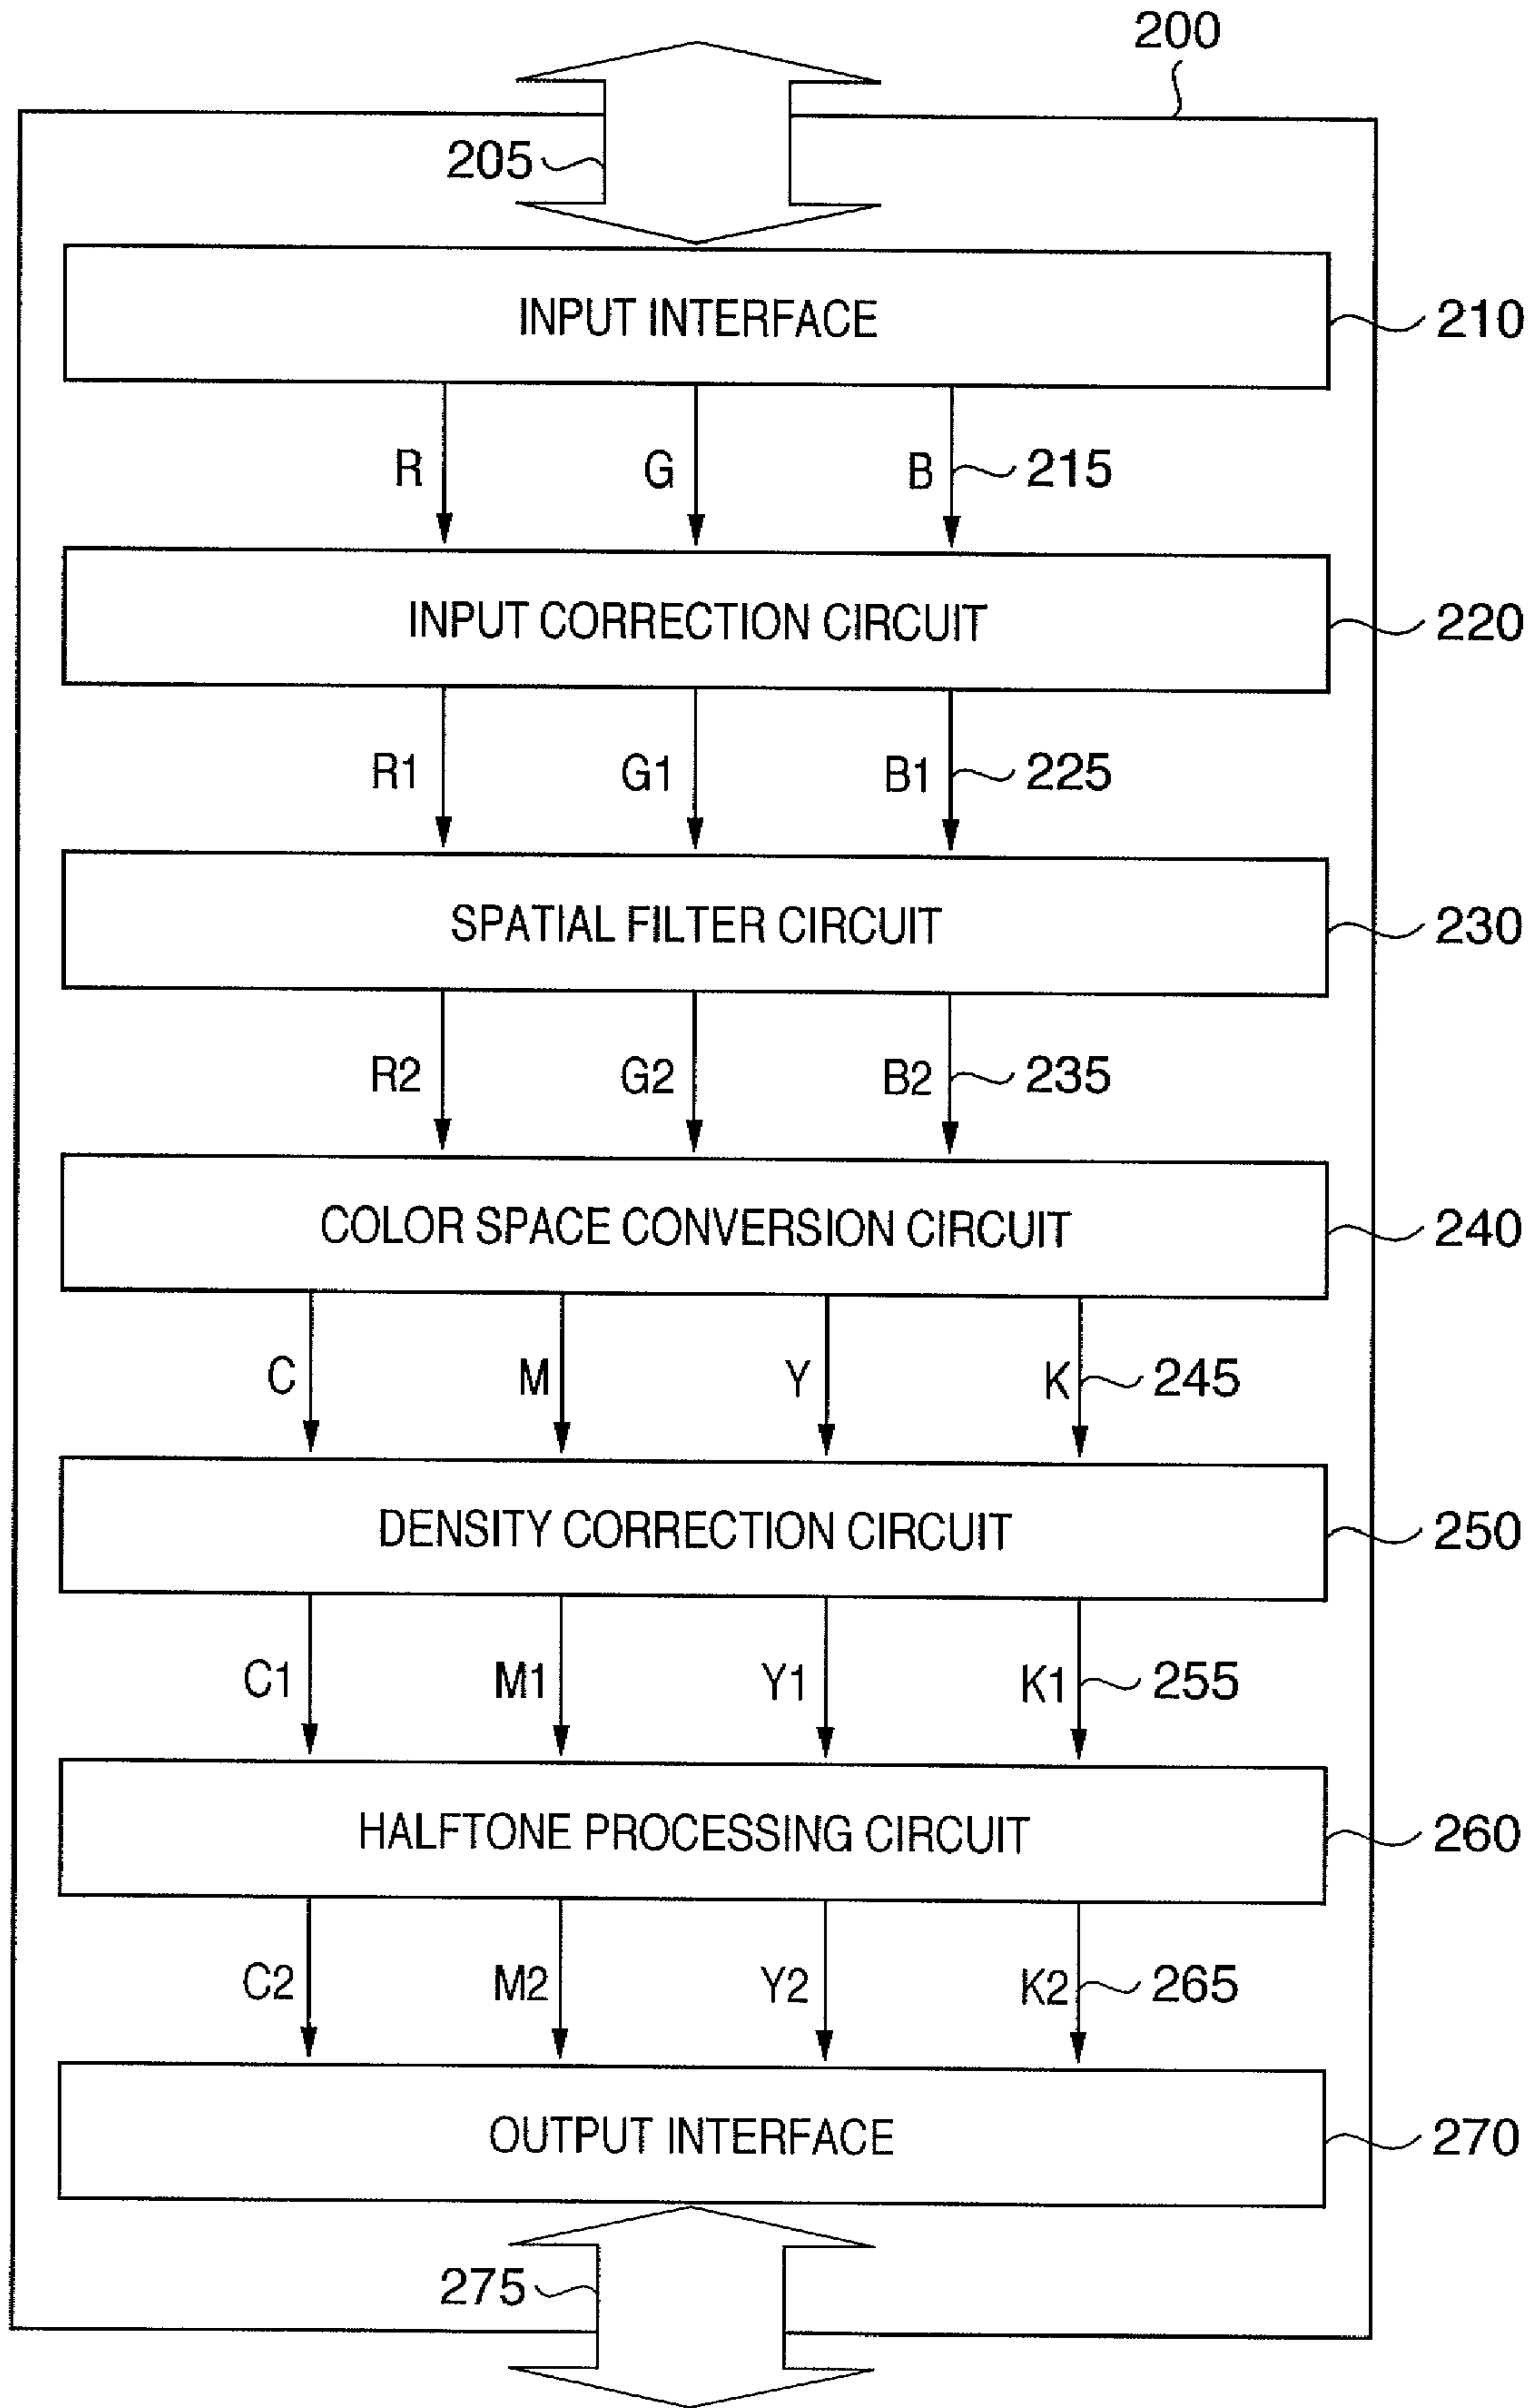 200
205
INPUT INTERFACE 210
R G B 215
INPUT CORRECTION CIRCUIT 220
R1 G1 B1 225
SPATIAL FILTER CIRCUIT 230
R2 G2 B2 235
COLOR SPACE CONVERSION CIRCUIT 240
C M Y K 245
DENSITY CORRECTION CIRCUIT 250
C1 M1 Y1 K1 255
HALFTONE PROCESSING CIRCUIT 260
C2 M2 Y2 K2 265
OUTPUT INTERFACE 270
275